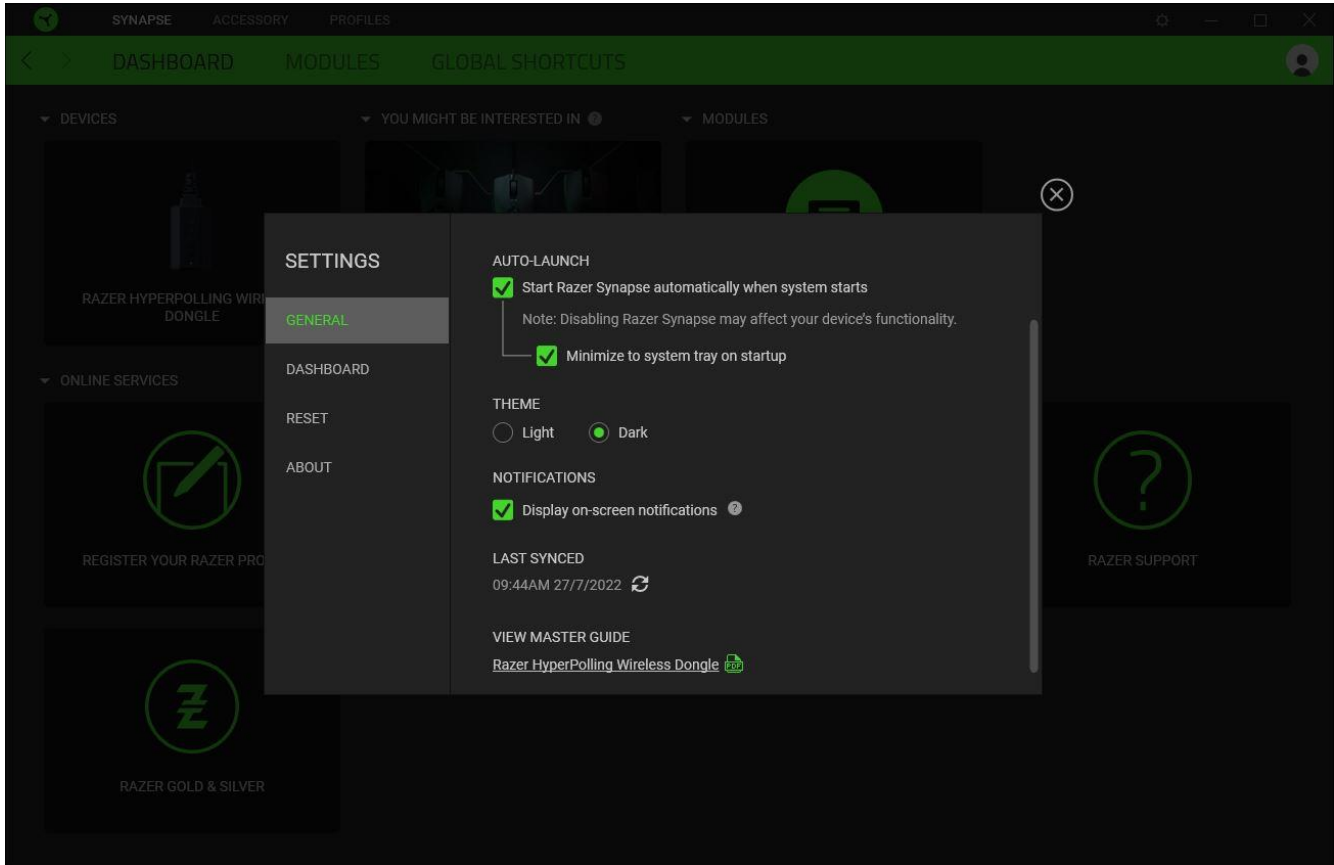 SYNAPSE ACCESSORY PROFILES
DASHBOARD MODULES GLOBAL SHORTCUTS
DEVICES
YOU MIGHT BE INTERESTED IN
MODULES
RAZER HYPERPOLLING
DONGLE
ONLINE SERVICES
REGISTER YOUR RAZER
RAZER SUPPORT
RAZER GOLD & SILVER
SETTINGS
GENERAL
DASHBOARD
RESET
ABOUT
AUTO-LAUNCH
Start Razer Synapse automatically when system starts
Note: Disabling Razer Synapse may affect your device's functionality.
Minimize to system tray on startup
THEME
Light Dark
NOTIFICATIONS
Display on-screen notifications ?
LAST SYNCED
09:44AM 27/7/2022
VIEW MASTER GUIDE
Razer HyperPolling Wireless Dongle PDF